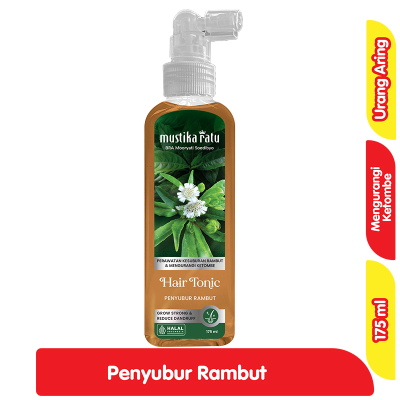 mustika ratu
BRA Mooryati Soedibyo
PERAWATAN KESUBURAN RAMBUT
& MENGURANGI KETOMBE
Hair Tonic
PENYUBUR RAMBUT
GROW STRONG &
REDUCE DANDRUFF
HALAL
175 ml
Urang Aring
Mengurangi
Ketombe
175 ml
Penyubur Rambut